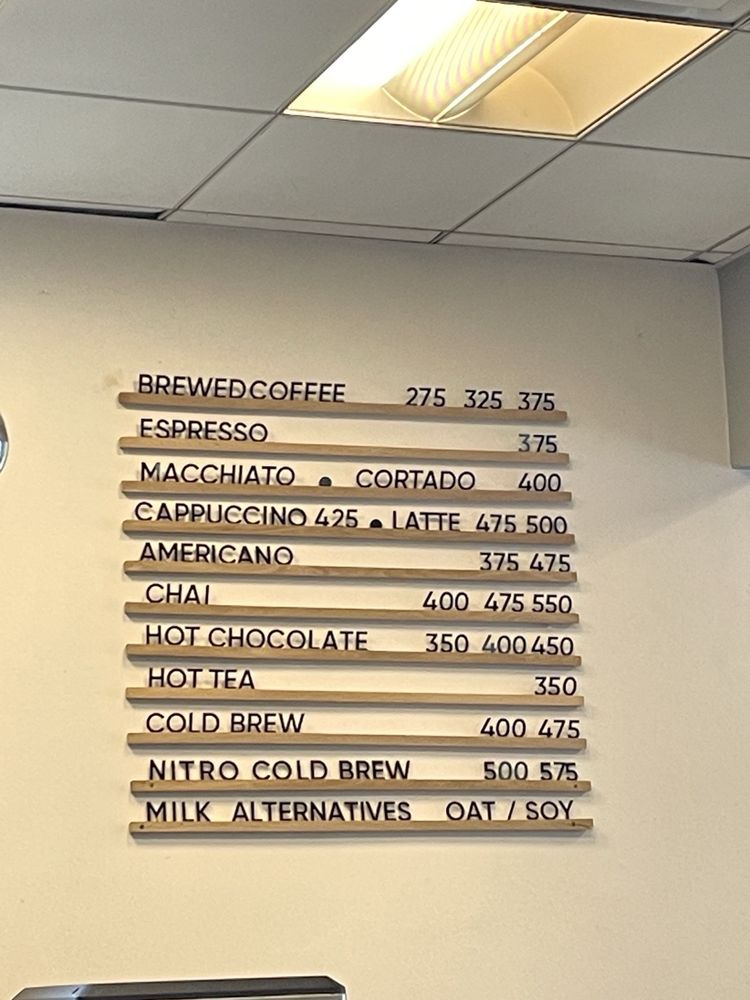 BREWED COFFEE 275 325 375
ESPRESSO 375
MACCHIATO • CORTADO 400
CAPPUCCINO 425 • LATTE 475 500
AMERICANO 375 475
CHAI 400 475 550
HOT CHOCOLATE 350 400 450
HOT TEA 350
COLD BREW 400 475
NITRO COLD BREW 500 575
MILK ALTERNATIVES OAT / SOY